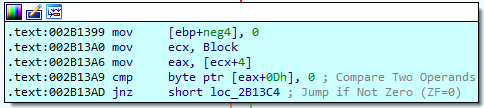 .text:002B1399 mov     [ebp+neg4], 0
.text:002B13A0 mov     ecx, Block
.text:002B13A6 mov     eax, [ecx+4]
.text:002B13A9 cmp     byte ptr [eax+0Dh], 0 ; Compare Two Operands
.text:002B13AD jnz     short loc_2B13C4 ; Jump if Not Zero (ZF=0)